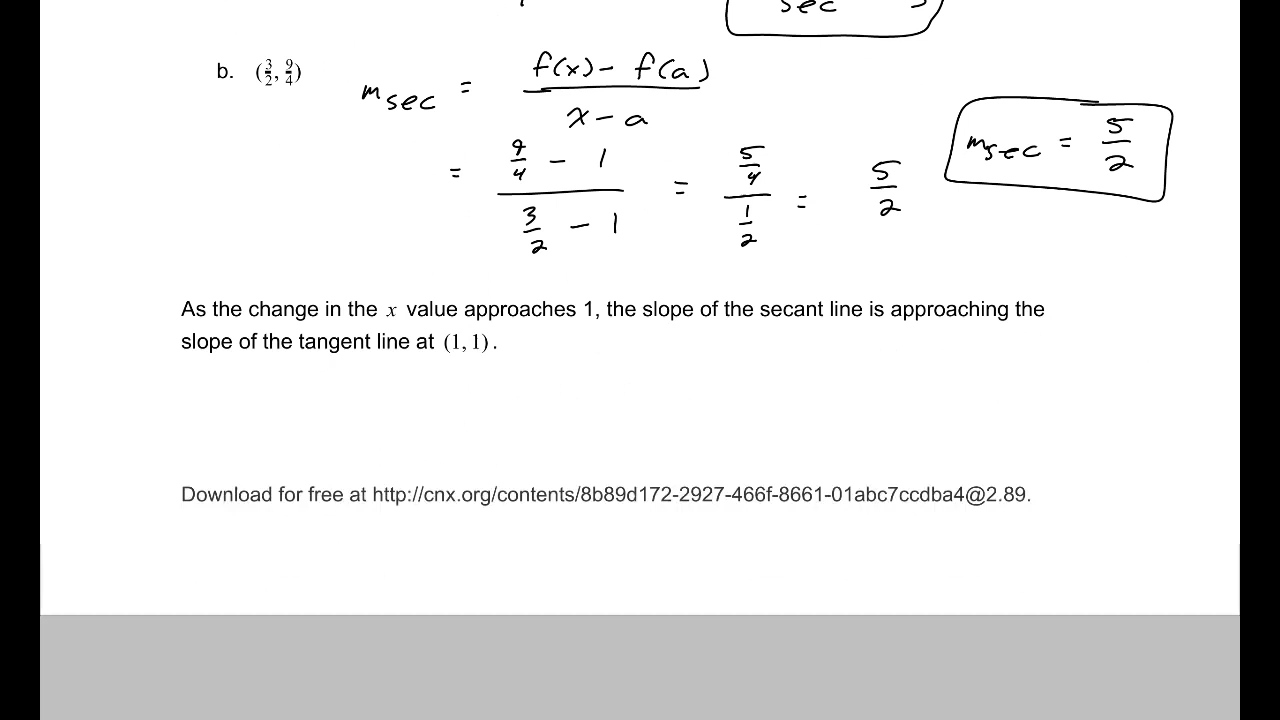 sec
b. (3/2, 9/4)
m sec = f(x) - f(a) / x - a
= 9/4 - 1 / 3/2 - 1 = 5/4 / 1/2 = 5/2
m sec = 5/2
As the change in the x value approaches 1, the slope of the secant line is approaching the
slope of the tangent line at (1, 1).
Download for free at http://cnx.org/contents/8b89d172-2927-466f-8661-01abc7ccdba4@2.89.